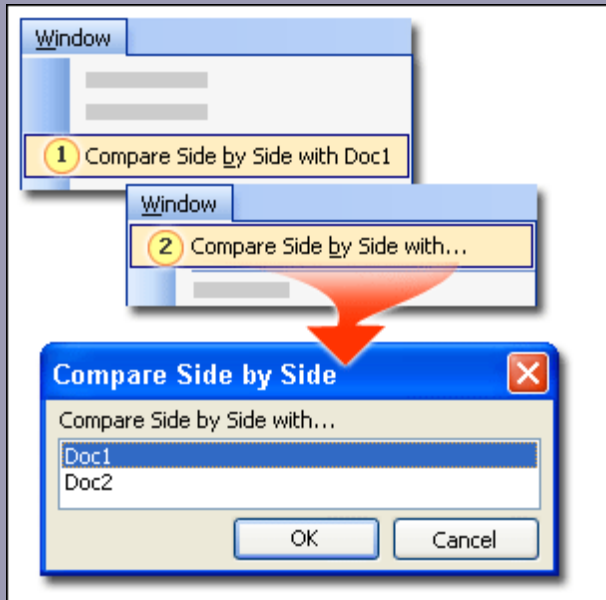 Window
1 Compare Side by Side with Doc1
Window
2 Compare Side by Side with...
Compare Side by Side
Compare Side by Side with...
Doc1
Doc2
OK Cancel